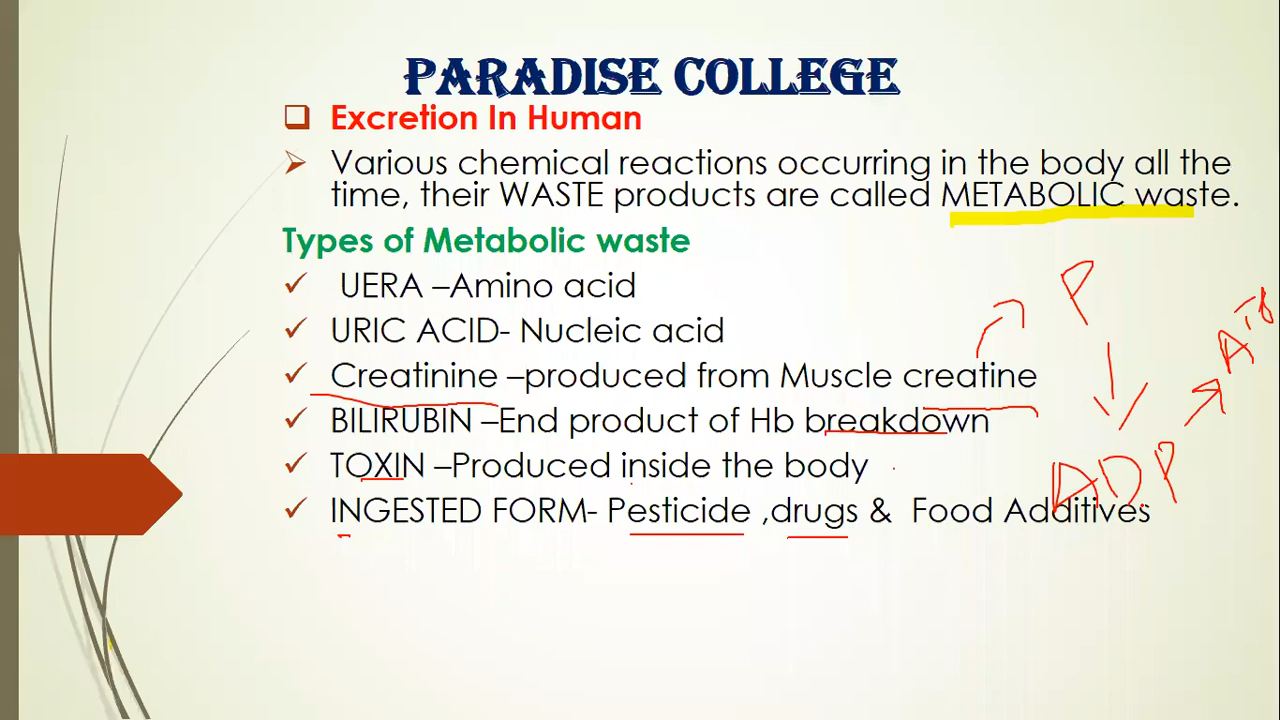 PARADISE COLLEGE
Excretion In Human
Various chemical reactions occurring in the body all the
time, their WASTE products are called METABOLIC waste.
Types of Metabolic waste
UERA –Amino acid
URIC ACID- Nucleic acid
Creatinine –produced from Muscle creatine
BILIRUBIN –End product of Hb breakdown
TOXIN –Produced inside the body
INGESTED FORM- Pesticide ,drugs & Food Additives
P
ADP